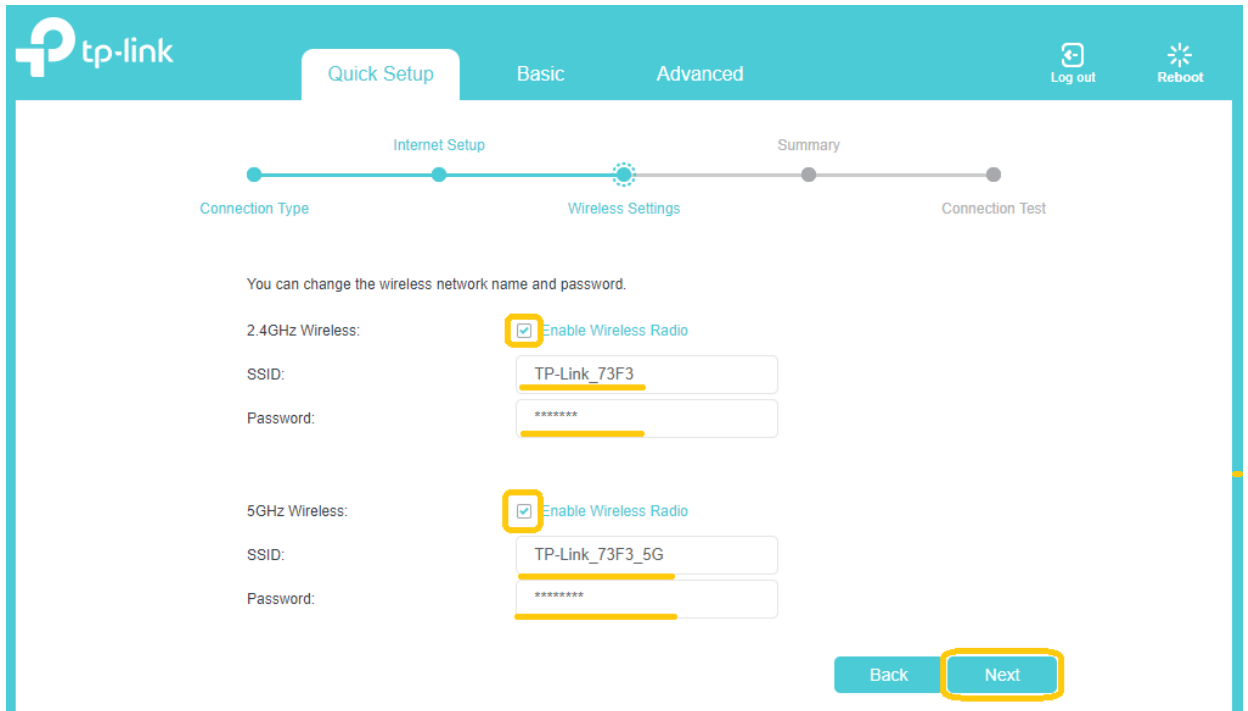 tp-link
Quick Setup Basic Advanced Log out Reboot
Internet Setup Summary
Connection Type Wireless Settings Connection Test
You can change the wireless network name and password.
2.4GHz Wireless: Enable Wireless Radio
SSID: TP-Link_73F3
Password: *******
5GHz Wireless: Enable Wireless Radio
SSID: TP-Link_73F3_5G
Password: ********
Back Next